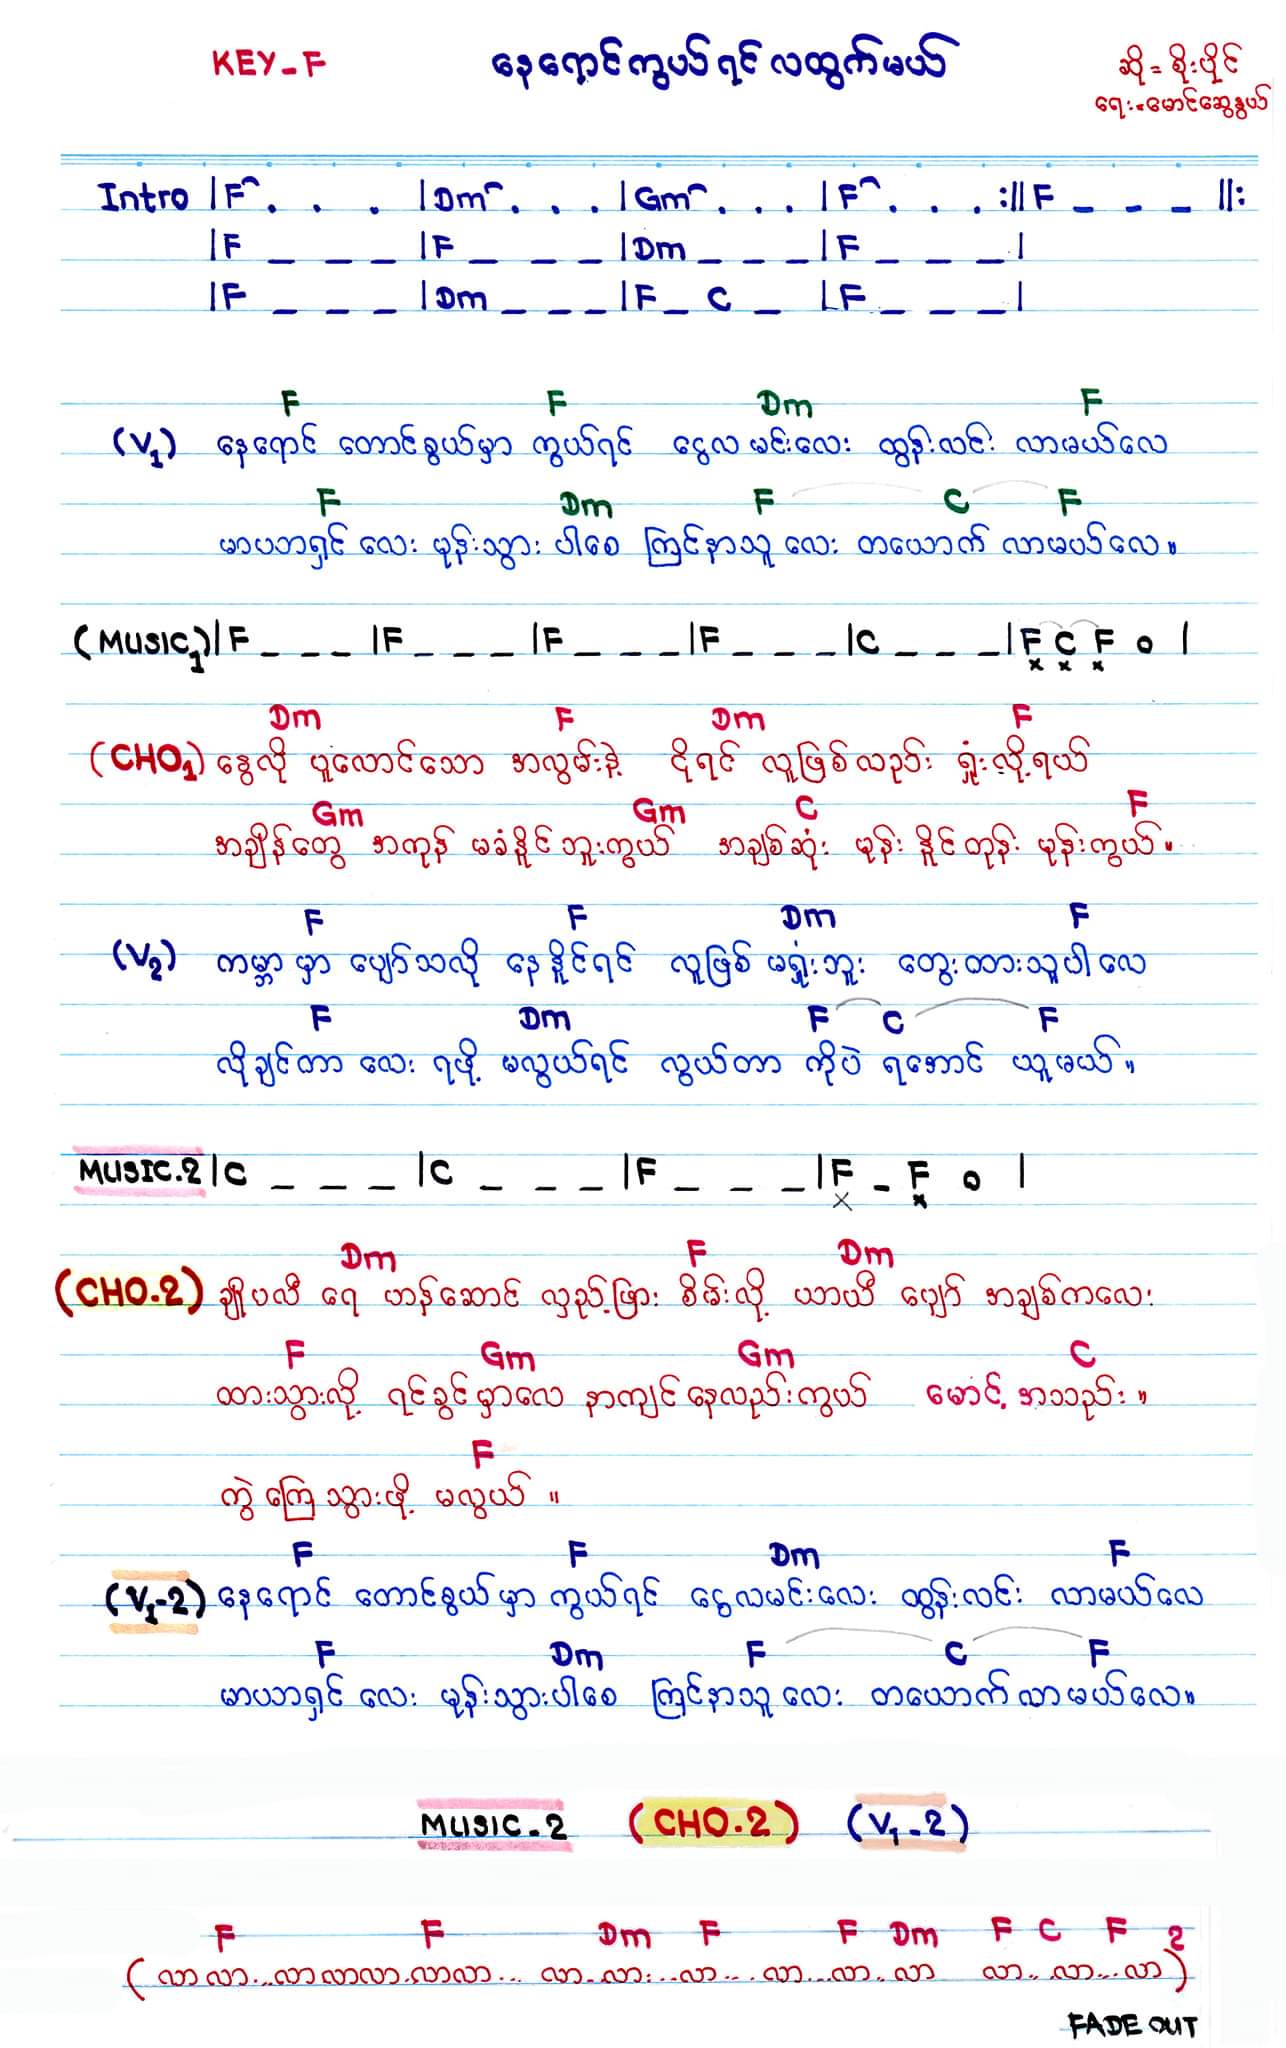 KEY - F နေရောင်ကွယ်ရင် လထွက်မယ် ဆို = စိုးပိုင်
ရေး = မောင်ဆွေနွယ်
Intro |F^ . . . |Dm^ . . . |Gm^ . . . |F^ . . . :||F _ _ _ ||:
|F _ _ _ |F _ _ _ |Dm _ _ _ |F _ _ _ |
|F _ _ _ |Dm _ _ _ |F _ C _ |F _ _ _ |
F F Dm F
(V1) နေရောင် တောင်စွယ်မှာ ကွယ်ရင် ငွေလ မင်းလေး ထွန်းလင်း လာမယ်လေ
F Dm F C F
မာယာရှင် လေး မုန်းသွား ပါစေ ကြင်နာသူ လေး တယောက် လာမယ်လေ။
(MUSIC1) |F _ _ _ |F _ _ _ |F _ _ _ |F _ _ _ |C _ _ _ |F C F o |
x x x
Dm F Dm F
(CHO1) နွေလို ပူလောင်သော အလွမ်းနဲ့ ငိုရင် လူဖြစ်လည်း ရှုံးလို့ရယ်
Gm Gm C F
အချိန်တွေ အကုန် မခံနိုင်ဘူးကွယ် အချစ်ဆုံး မုန်း နိူင်တုန်း မုန်းကွယ်။
F F Dm F
(V2) ကမ္ဘာ မှာ ပျော်သလို နေ နိူင်ရင် လူဖြစ် မရှုံးဘူး တွေးထားသူပါ လေ
F Dm F C F
လိုချင်တာ လေး ရဖို့ မလွယ်ရင် လွယ်တာ ကိုပဲ ရအောင် ယူမယ်။
MUSIC.2 |C _ _ _ |C _ _ _ |F _ _ _ |F - F o |
x x
Dm F Dm
(CHO.2) ချိုပလီ ရေ ဟန်ဆောင် လှည့်ဖြား စိမ်းလို့ ယာယီ ပျော် အချစ်ကလေး
F Gm Gm C
ထားသွားလို့ ရင်ခွင်မှာလေ နာကျင်နေလည်းကွယ် မောင့် အသည်း။
F
ကွဲကြေသွားဖို့ မလွယ်။
F F Dm F
(V1-2) နေရောင် တောင်စွယ်မှာ ကွယ်ရင် ငွေလမင်းလေး ထွန်းလင်း လာမယ်လေ
F Dm F C F
မာယာရှင် လေး မုန်းသွားပါစေ ကြင်နာသူ လေး တယောက်လာမယ်လေ။
MUSIC-2 (CHO.2) (V1-2)
F F Dm F F Dm F C F 2
( လာ လာ...လာလာလာ.လာလာ... လာ..လာ:..လာ... လာ...လာ..လာ လာ.. ..လာ...လာ )
FADE OUT